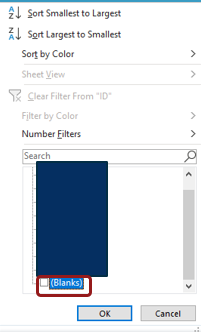 Sort Smallest to Largest
Sort Largest to Smallest
Sort by Color
Sheet View
Clear Filter From "ID"
Filter by Color
Number Filters
Search
(Blanks)
OK Cancel